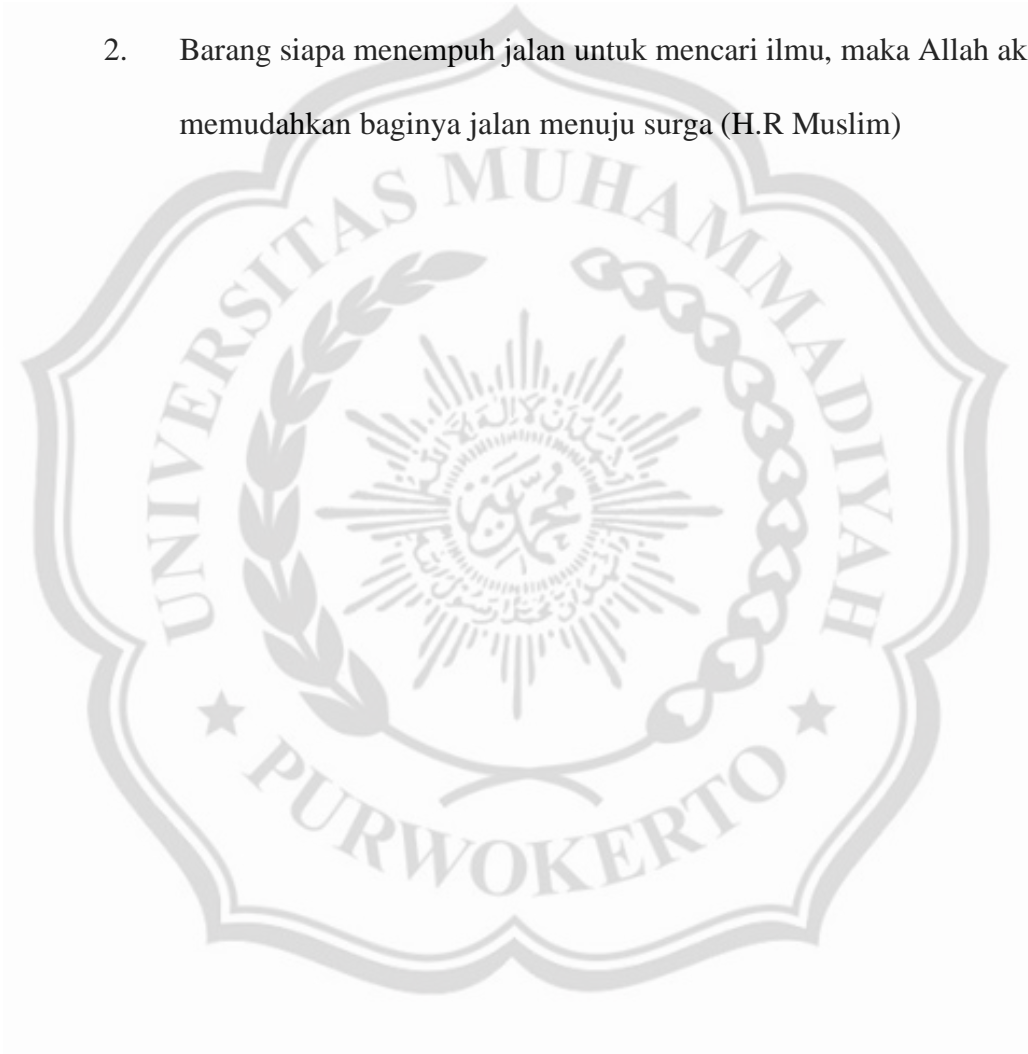 2. Barang siapa menempuh jalan untuk mencari ilmu, maka Allah ak
memudahkan baginya jalan menuju surga (H.R Muslim)
UNIVERSITAS MUHAMMADIYAH
PURWOKERTO